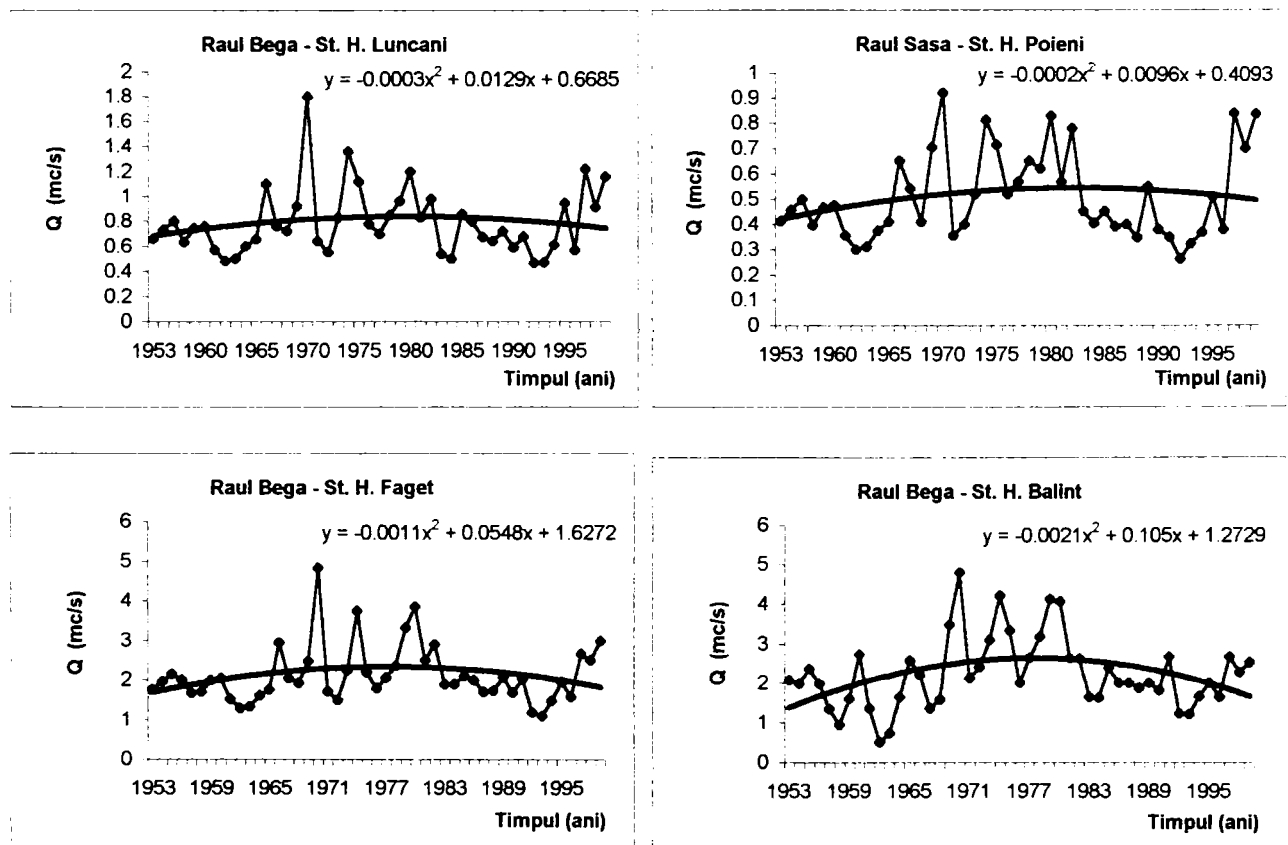 Raul Bega - St. H. Luncani
y = -0.0003x² + 0.0129x + 0.6685
Q (mc/s)
2
1.8
1.6
1.4
1.2
1
0.8
0.6
0.4
0.2
0
1953 1960 1965 1970 1975 1980 1985 1990 1995
Timpul (ani)
Raul Sasa - St. H. Poieni
y = -0.0002x² + 0.0096x + 0.4093
Q (mc/s)
1
0.9
0.8
0.7
0.6
0.5
0.4
0.3
0.2
0.1
0
1953 1960 1965 1970 1975 1980 1985 1990 1995
Timpul (ani)
Raul Bega - St. H. Faget
y = -0.0011x² + 0.0548x + 1.6272
Q (mc/s)
6
5
4
3
2
1
0
1953 1959 1965 1971 1977 1983 1989 1995
Timpul (ani)
Raul Bega - St. H. Balint
y = -0.0021x² + 0.105x + 1.2729
Q (mc/s)
6
5
4
3
2
1
0
1953 1959 1965 1971 1977 1983 1989 1995
Timpul (ani)